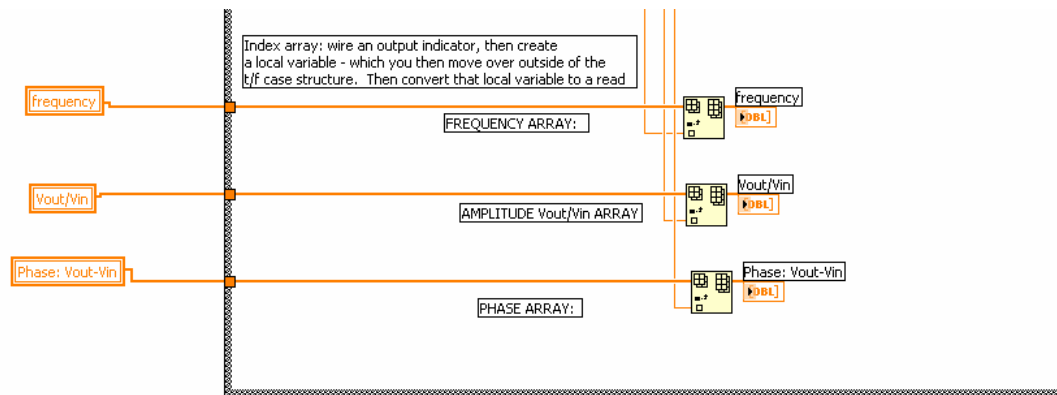 Index array: wire an output indicator, then create
a local variable - which you then move over outside of the
t/f case structure.  Then convert that local variable to a read
frequency
frequency
DBL]
FREQUENCY ARRAY:
Vout/Vin
Vout/Vin
DBL]
AMPLITUDE Vout/Vin ARRAY
Phase: Vout-Vin
Phase: Vout-Vin
DBL]
PHASE ARRAY: